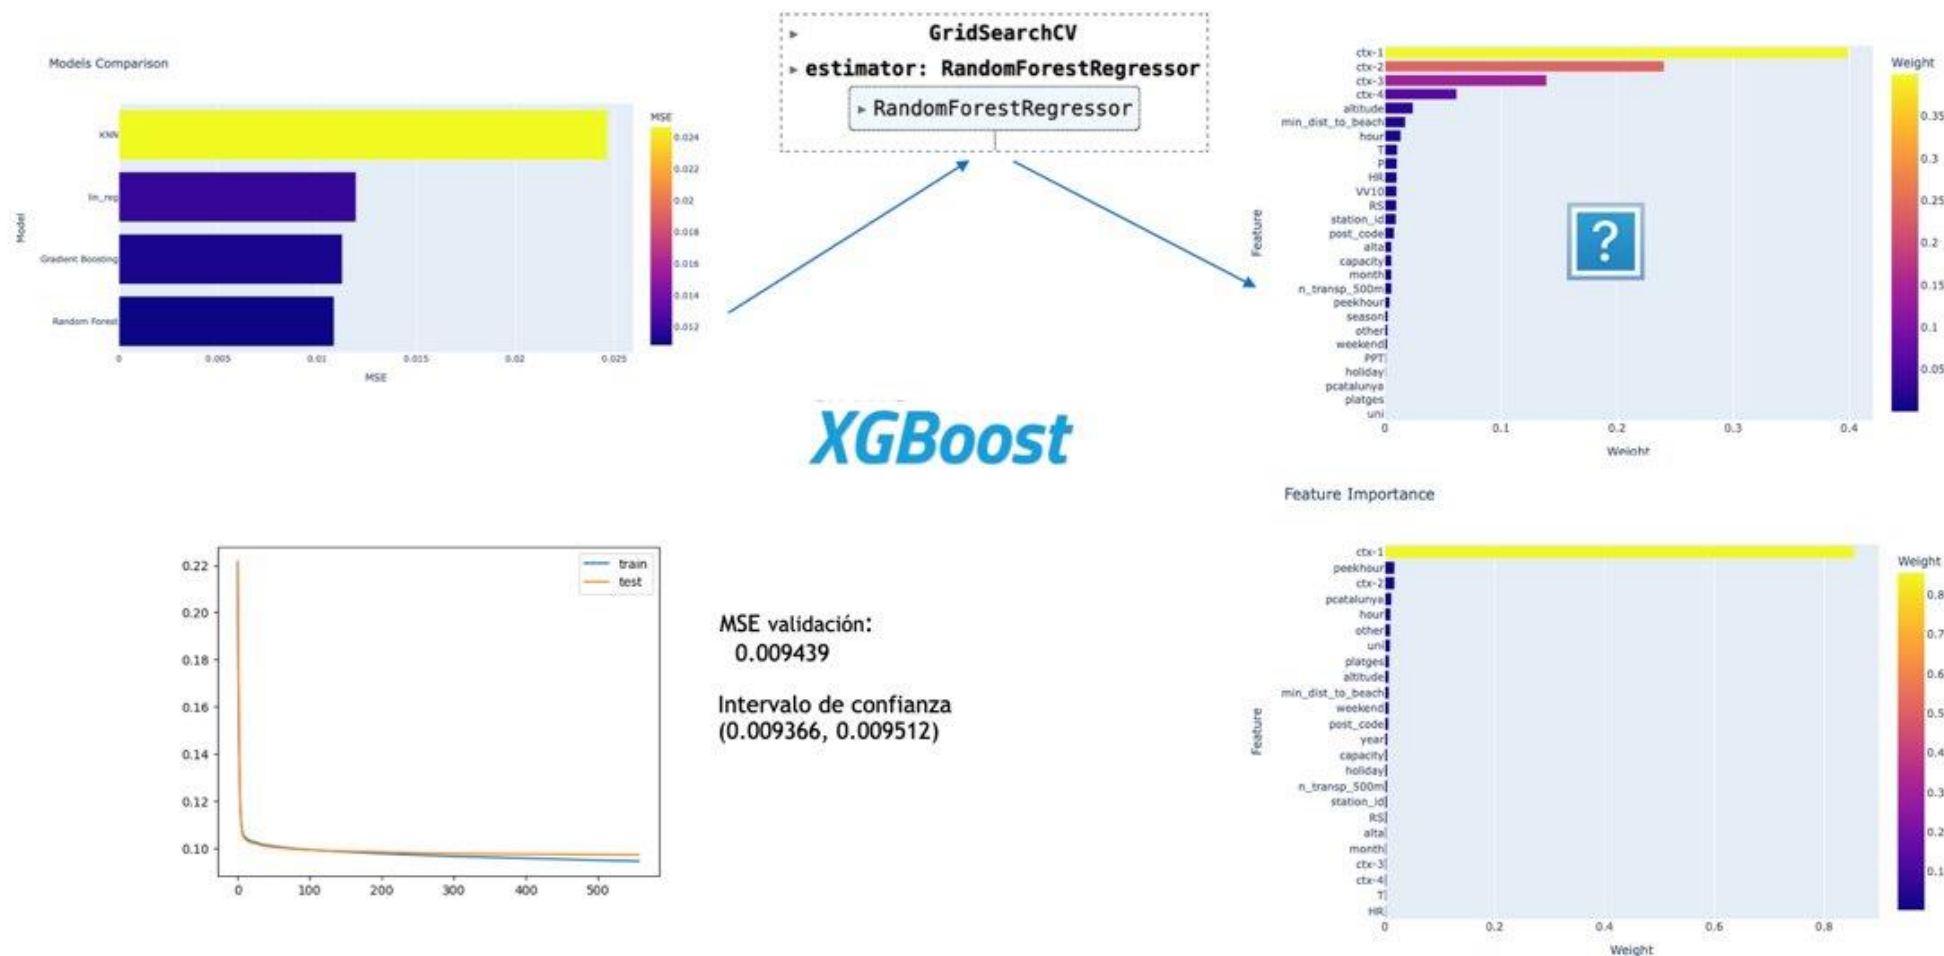 Models Comparison
KNN
lin_reg
Gradient Boosting
Random Forest
Model
0
0.005
0.01
0.015
0.02
0.025
MSE
MSE
0.024
0.022
0.02
0.018
0.016
0.014
0.012
GridSearchCV
estimator: RandomForestRegressor
RandomForestRegressor
ctx-1
ctx-2
ctx-3
ctx-4
altitude
min_dist_to_beach
hour
T
P
HR
VV10
RS
station_id
post_code
alta
capacity
month
n_transp_500m
peekhour
season
other
weekend
PPT
holiday
pcatalunya
platges
uni
Feature
?
0
0.1
0.2
0.3
0.4
Weight
Weight
0.35
0.3
0.25
0.2
0.15
0.1
0.05
XGBoost
0.22
0.20
0.18
0.16
0.14
0.12
0.10
0
100
200
300
400
500
train
test
MSE validación:
0.009439
Intervalo de confianza
(0.009366, 0.009512)
Feature Importance
ctx-1
peekhour
ctx-2
pcatalunya
hour
other
uni
platges
altitude
min_dist_to_beach
weekend
post_code
year
capacity
holiday
n_transp_500m
station_id
RS
alta
month
ctx-3
ctx-4
T
HR
Feature
0
0.2
0.4
0.6
0.8
Weight
Weight
0.8
0.7
0.6
0.5
0.4
0.3
0.2
0.1